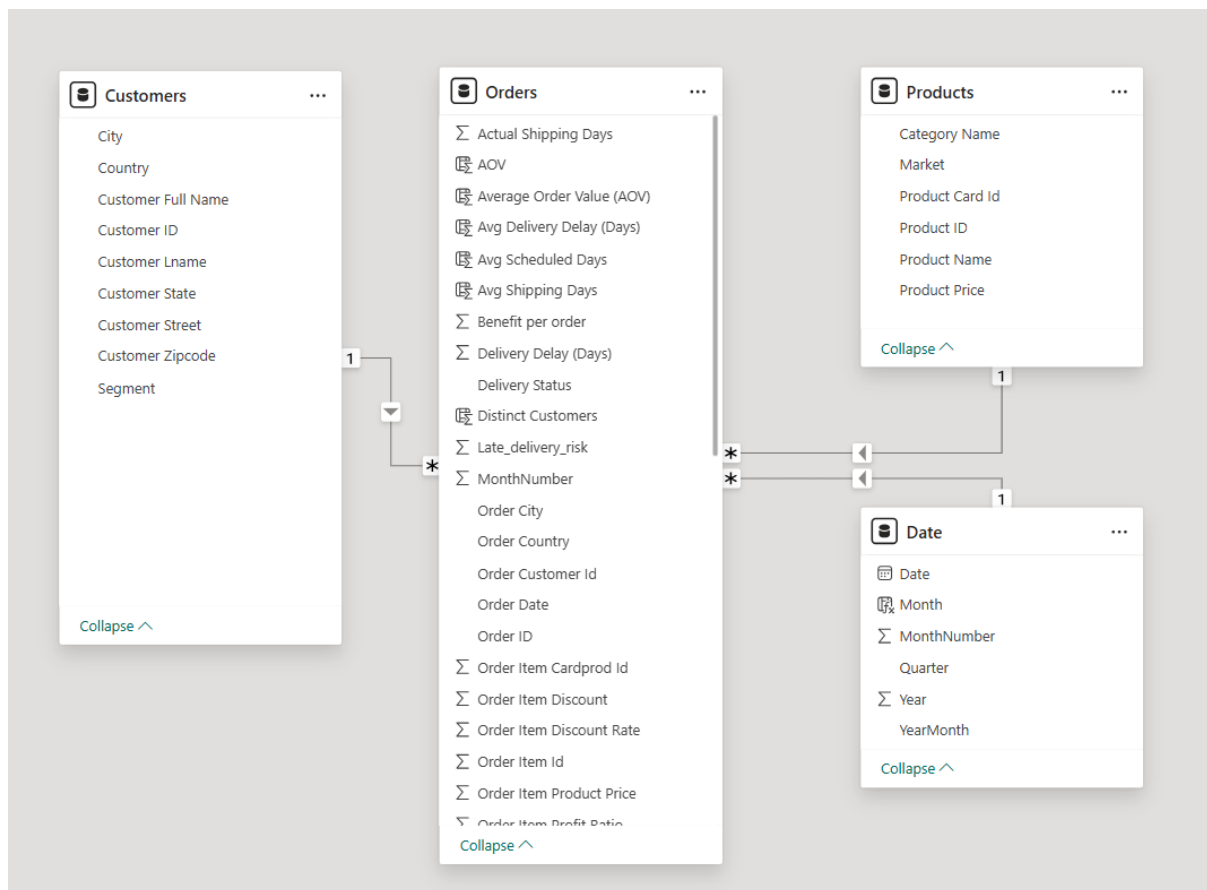 Customers
City
Country
Customer Full Name
Customer ID
Customer Lname
Customer State
Customer Street
Customer Zipcode
Segment
Collapse
1
*
Orders
Actual Shipping Days
AOV
Average Order Value (AOV)
Avg Delivery Delay (Days)
Avg Scheduled Days
Avg Shipping Days
Benefit per order
Delivery Delay (Days)
Delivery Status
Distinct Customers
Late_delivery_risk
MonthNumber
Order City
Order Country
Order Customer Id
Order Date
Order ID
Order Item Cardprod Id
Order Item Discount
Order Item Discount Rate
Order Item Id
Order Item Product Price
Order Item Profit Ratio
Collapse
Products
Category Name
Market
Product Card Id
Product ID
Product Name
Product Price
Collapse
1
*
*
1
Date
Date
Month
MonthNumber
Quarter
Year
YearMonth
Collapse